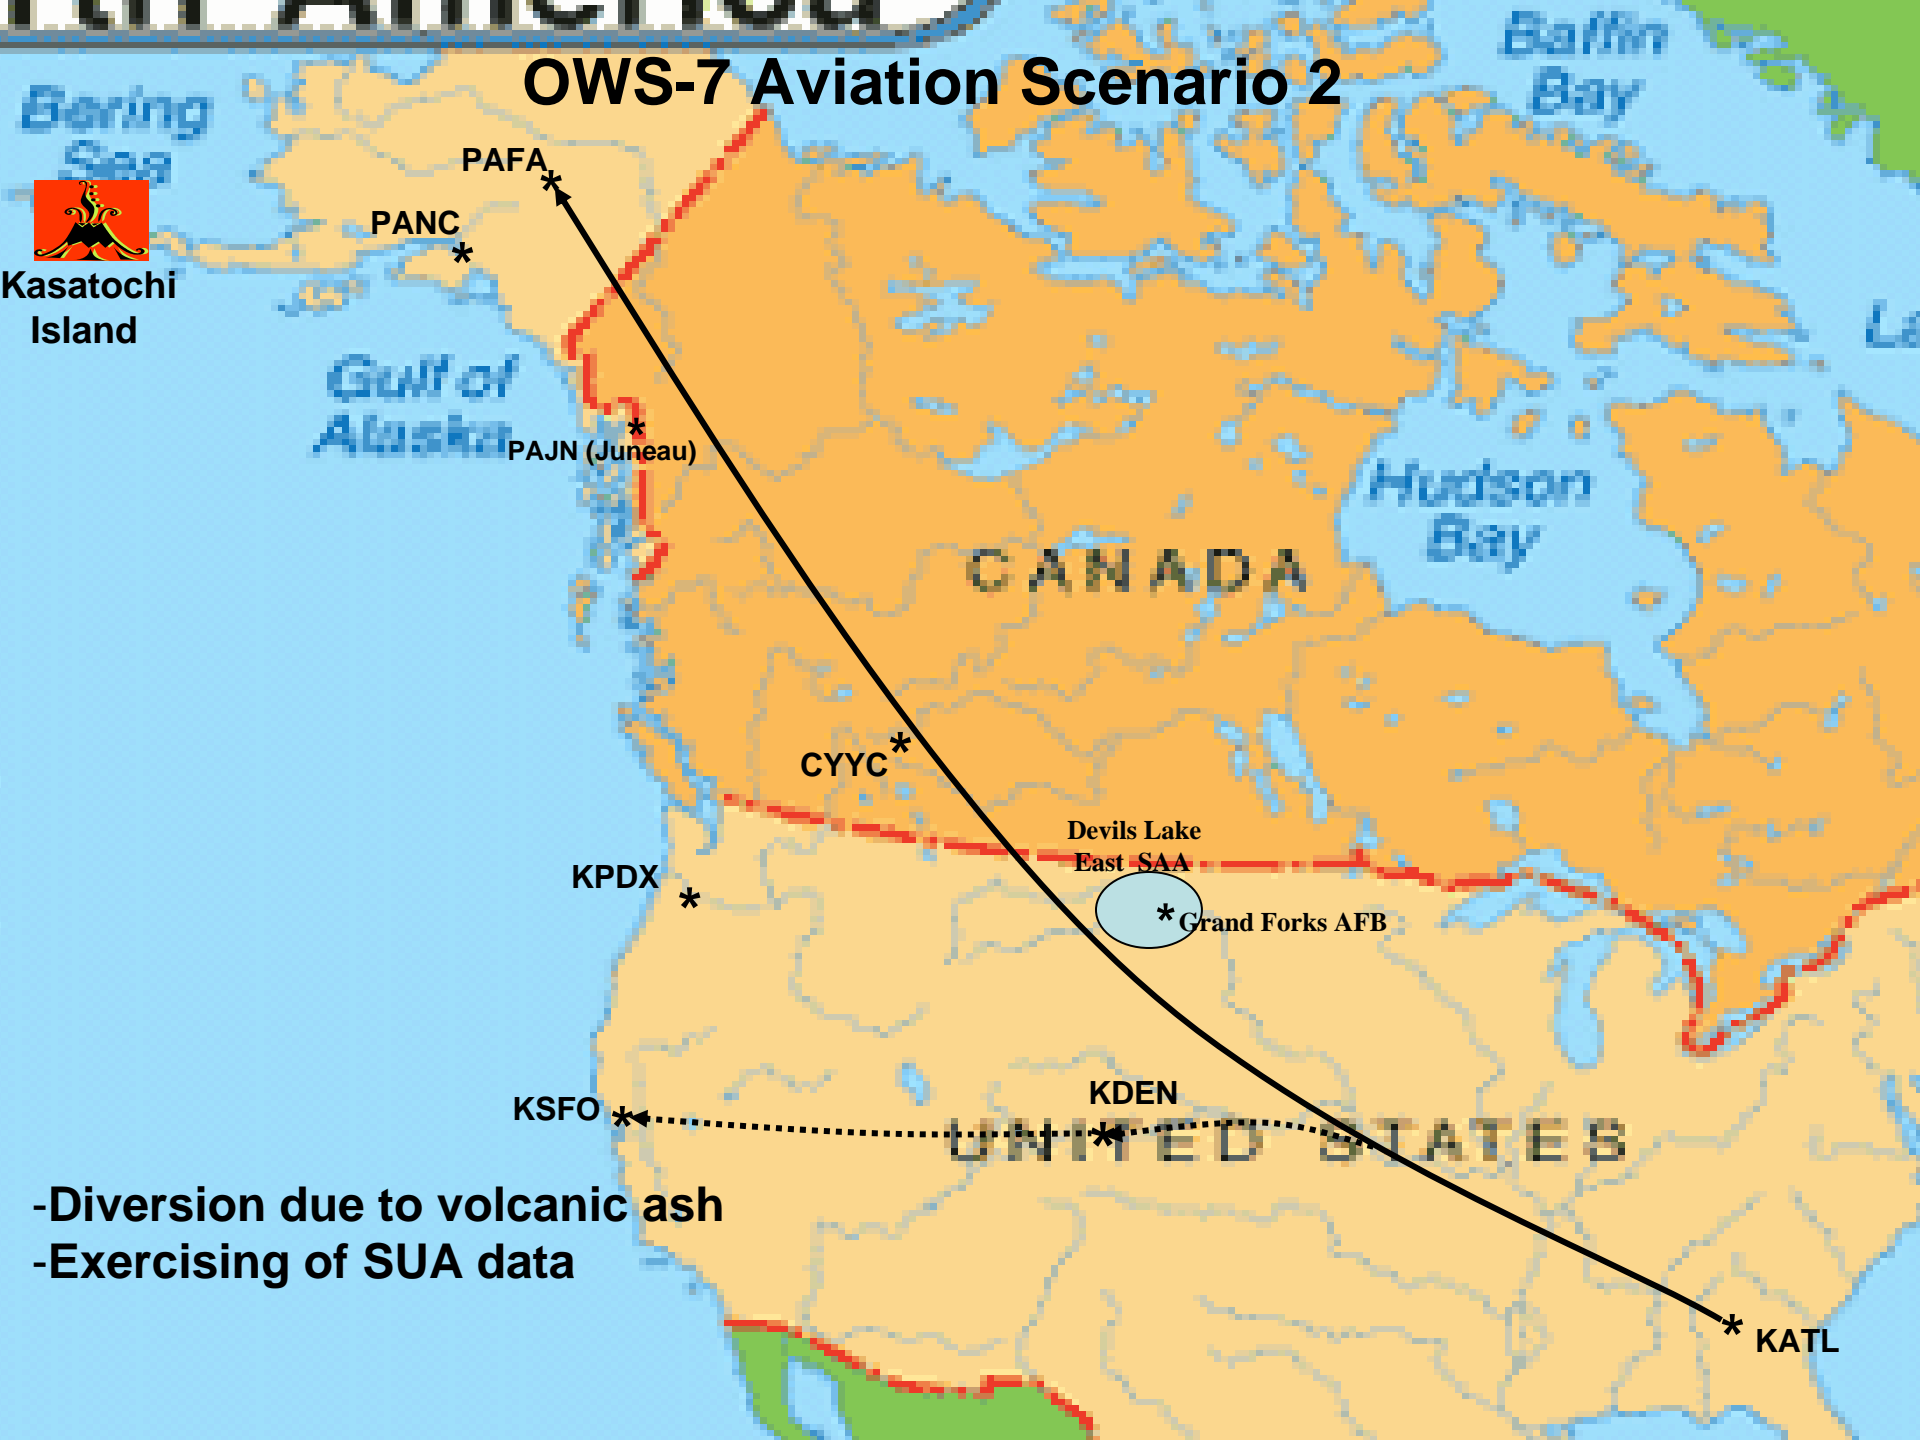 OWS-7 Aviation Scenario 2
Baffin
Bay
Bering
Sea
PAFA
PANC
Kasatochi
Island
Gulf of
Alaska
PAJN (Juneau)
Hudson
Bay
CANADA
CYYC
Devils Lake
East SAA
KPDX
Grand Forks AFB
KDEN
KSFO
UNITED STATES
-Diversion due to volcanic ash
-Exercising of SUA data
KATL